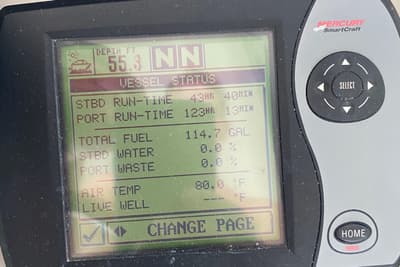 DEPTH FT
55.8 N N
VESSEL STATUS
STBD RUN-TIME 43HR 40MIN
PORT RUN-TIME 123HR 13MIN
TOTAL FUEL 114.7 GAL
STBD WATER 0.0 %
PORT WASTE 0.0 %
AIR TEMP 80.0 °F
LIVE WELL --- °F
CHANGE PAGE
MERCURY
SmartCraft
SELECT
HOME